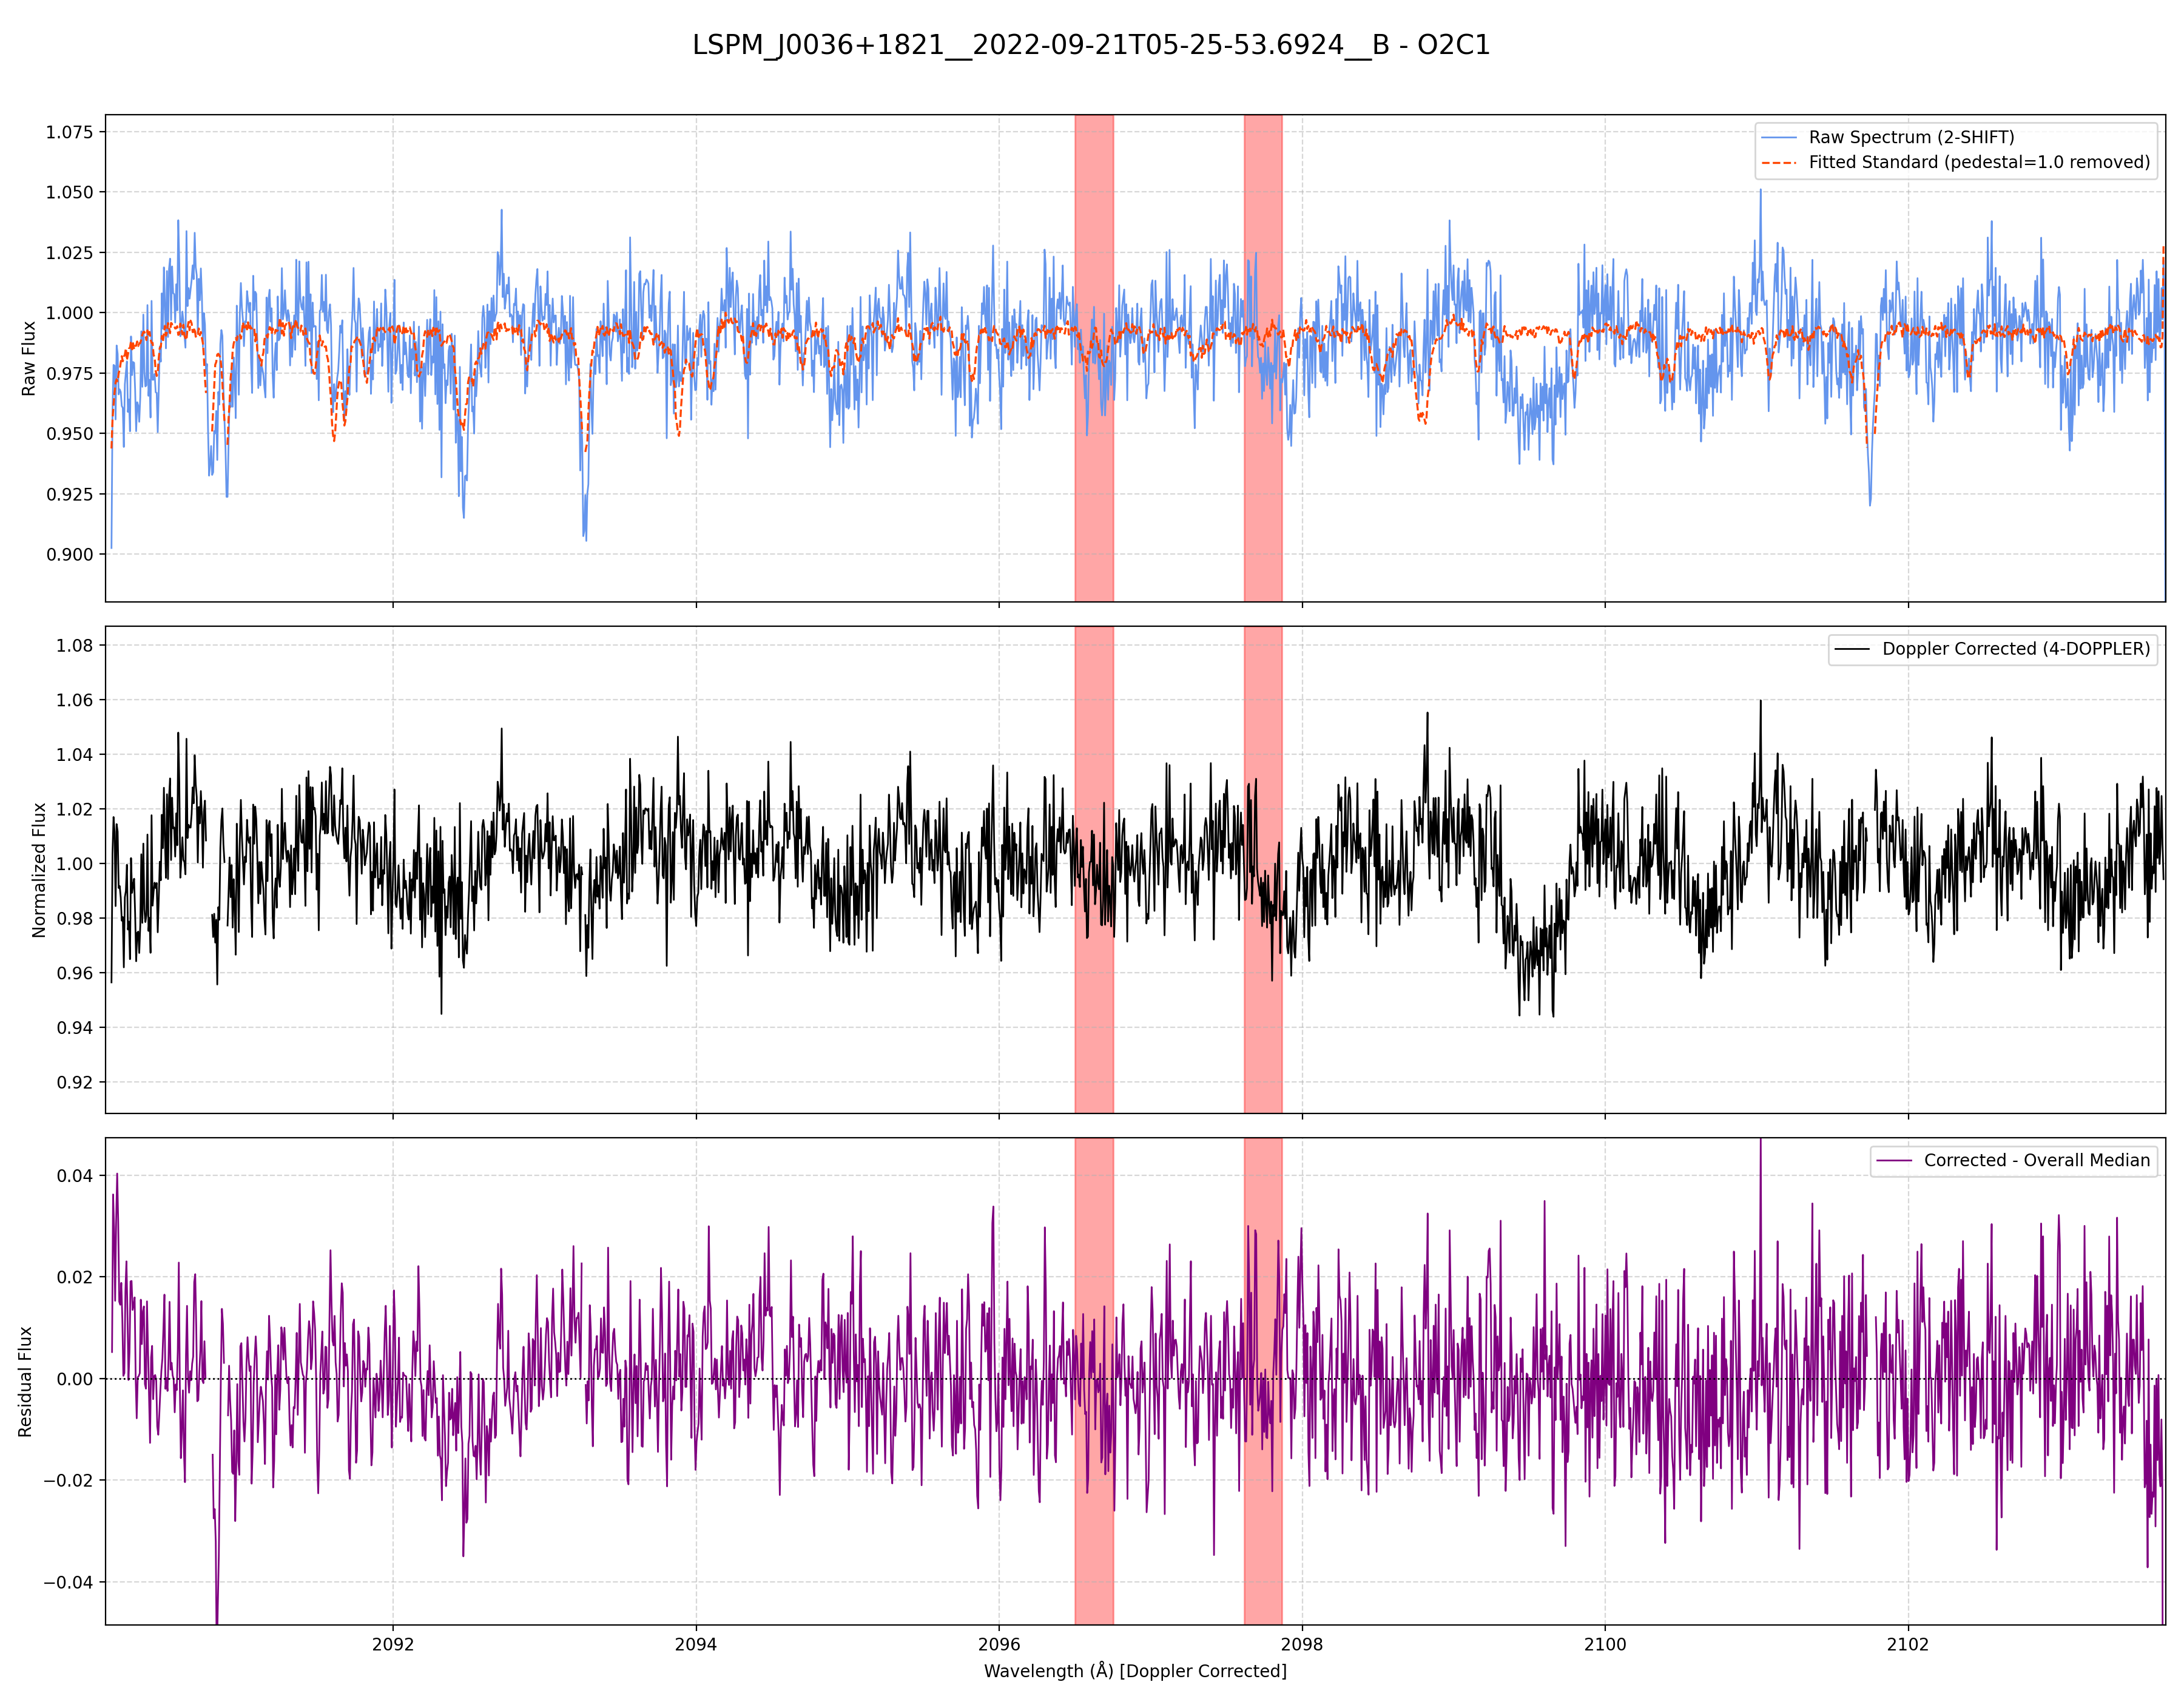 LSPM_J0036+1821__2022-09-21T05-25-53.6924__B - O2C1
1.075
1.050
1.025
1.000
0.975
0.950
0.925
0.900
Raw Flux
Raw Spectrum (2-SHIFT)
Fitted Standard (pedestal=1.0 removed)
1.08
1.06
1.04
1.02
1.00
0.98
0.96
0.94
0.92
Normalized Flux
Doppler Corrected (4-DOPPLER)
0.04
0.02
0.00
−0.02
−0.04
Residual Flux
Corrected - Overall Median
2092 2094 2096 2098 2100 2102
Wavelength (Å) [Doppler Corrected]